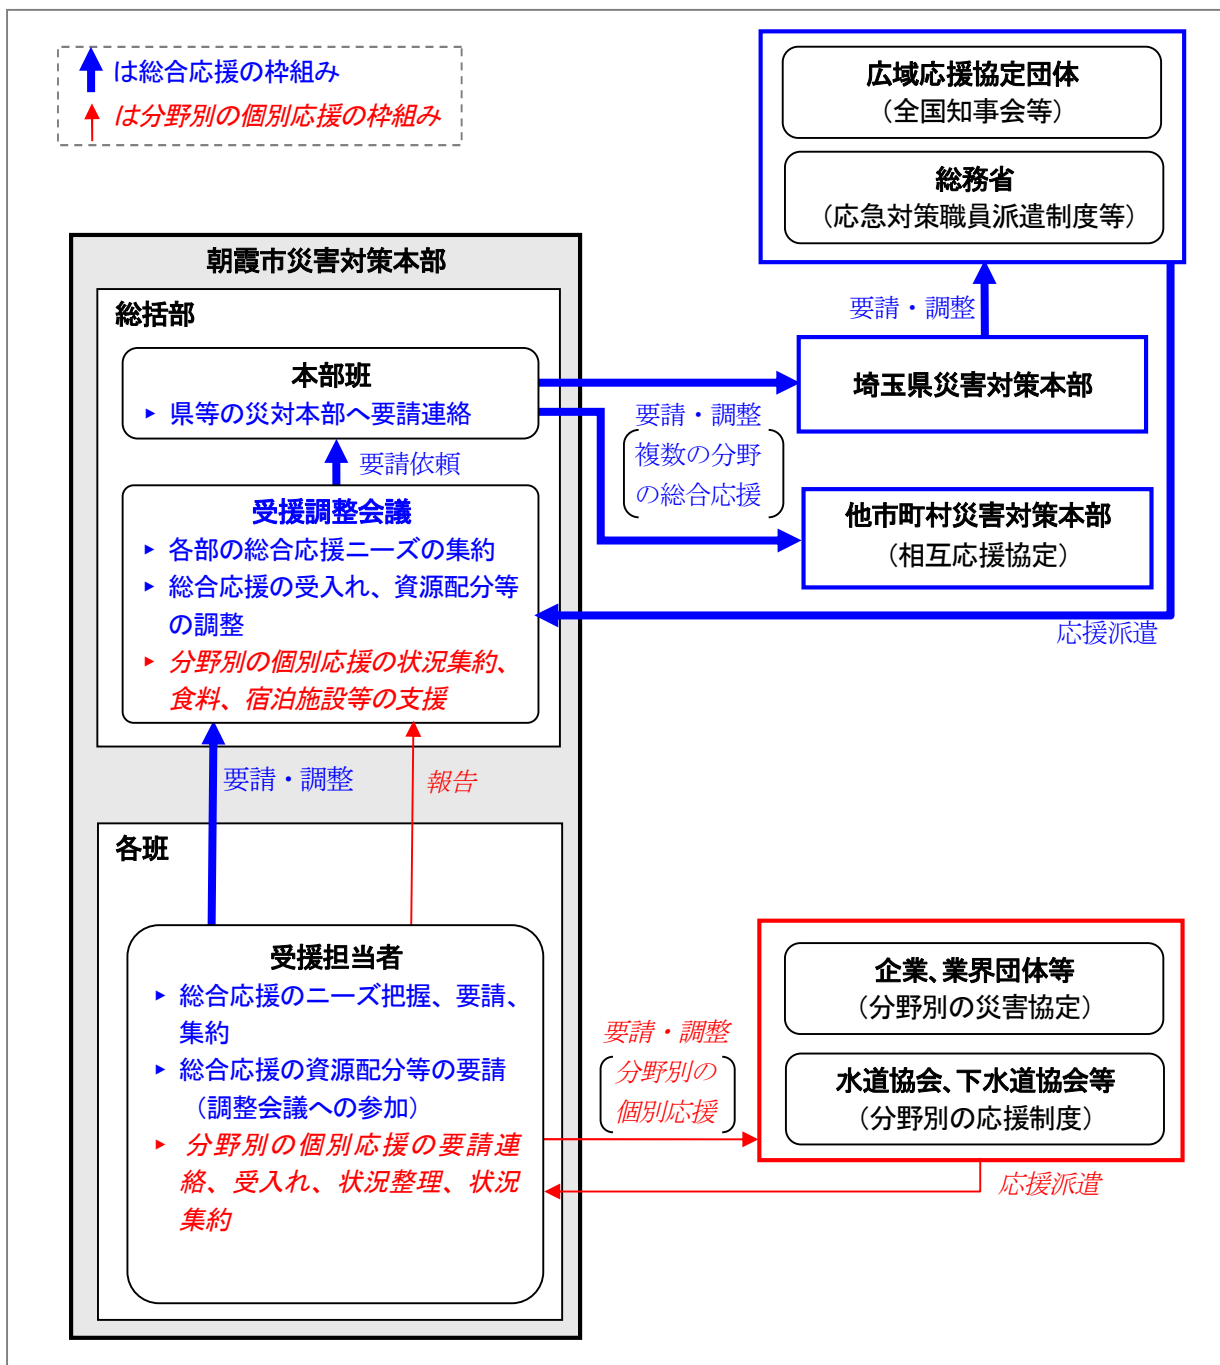 は総合応援の枠組み
は分野別の個別応援の枠組み
広域応援協定団体
（全国知事会等）
総務省
（応急対策職員派遣制度等）
要請・調整
埼玉県災害対策本部
朝霞市災害対策本部
総括部
本部班
▸ 県等の災対本部へ要請連絡
要請・調整
複数の分野
の総合応援
要請依頼
他市町村災害対策本部
（相互応援協定）
応援派遣
受援調整会議
▸ 各部の総合応援ニーズの集約
▸ 総合応援の受入れ、資源配分等
の調整
▸ 分野別の個別応援の状況集約、
食料、宿泊施設等の支援
要請・調整
報告
各班
受援担当者
▸ 総合応援のニーズ把握、要請、
集約
▸ 総合応援の資源配分等の要請
（調整会議への参加）
▸ 分野別の個別応援の要請連
絡、受入れ、状況整理、状況
集約
要請・調整
分野別の
個別応援
企業、業界団体等
（分野別の災害協定）
水道協会、下水道協会等
（分野別の応援制度）
応援派遣